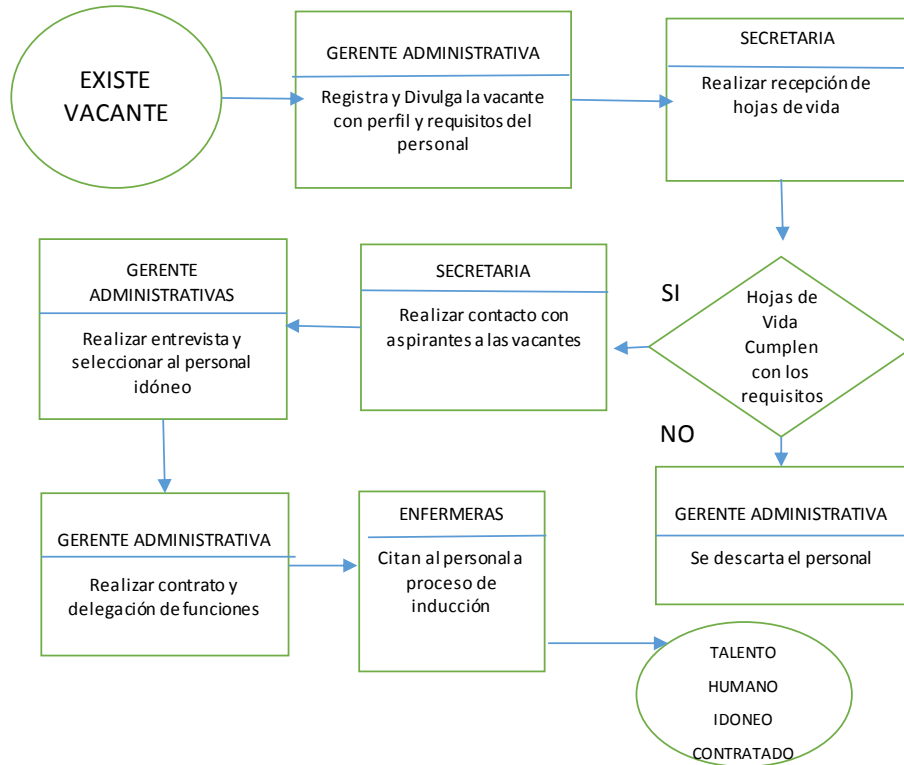 EXISTE
VACANTE
GERENTE ADMINISTRATIVA
Registra y Divulga la vacante
con perfil y requisitos del
personal
SECRETARIA
Realizar recepción de
hojas de vida
Hojas de
Vida
Cumplen
con los
requisitos
SI
NO
SECRETARIA
Realizar contacto con
aspirantes a las vacantes
GERENTE
ADMINISTRATIVAS
Realizar entrevista y
seleccionar al personal
idóneo
GERENTE ADMINISTRATIVA
Se descarta el personal
GERENTE ADMINISTRATIVA
Realizar contrato y
delegación de funciones
ENFERMERAS
Citan al personal a
proceso de
inducción
TALENTO
HUMANO
IDONEO
CONTRATADO